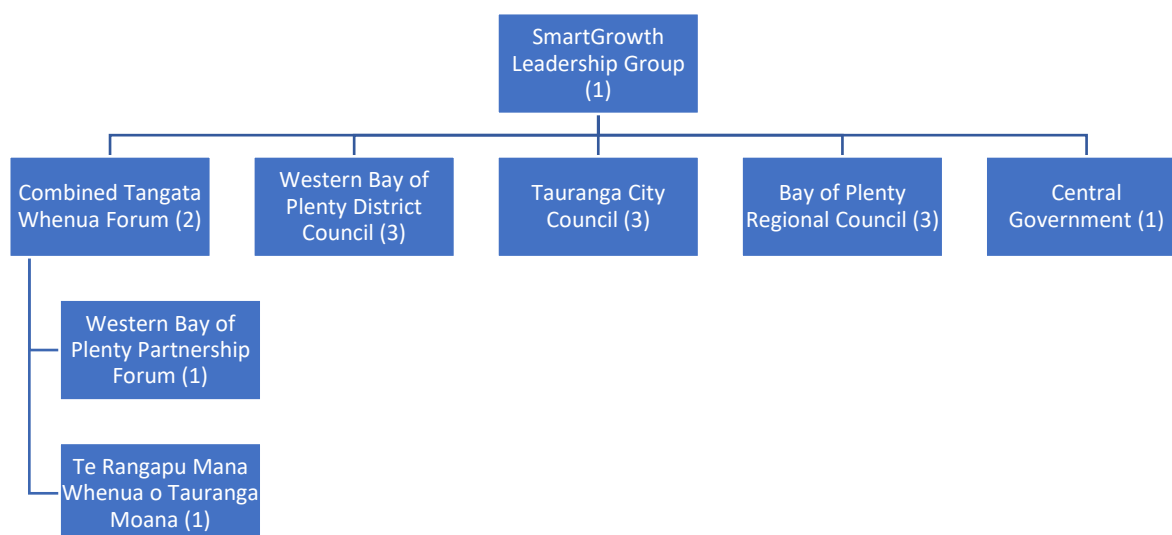 SmartGrowth
Leadership Group
(1)
Combined Tangata
Whenua Forum (2)
Western Bay of
Plenty District
Council (3)
Tauranga City
Council (3)
Bay of Plenty
Regional Council (3)
Central
Government (1)
Western Bay of
Plenty Partnership
Forum (1)
Te Rangapu Mana
Whenua o Tauranga
Moana (1)